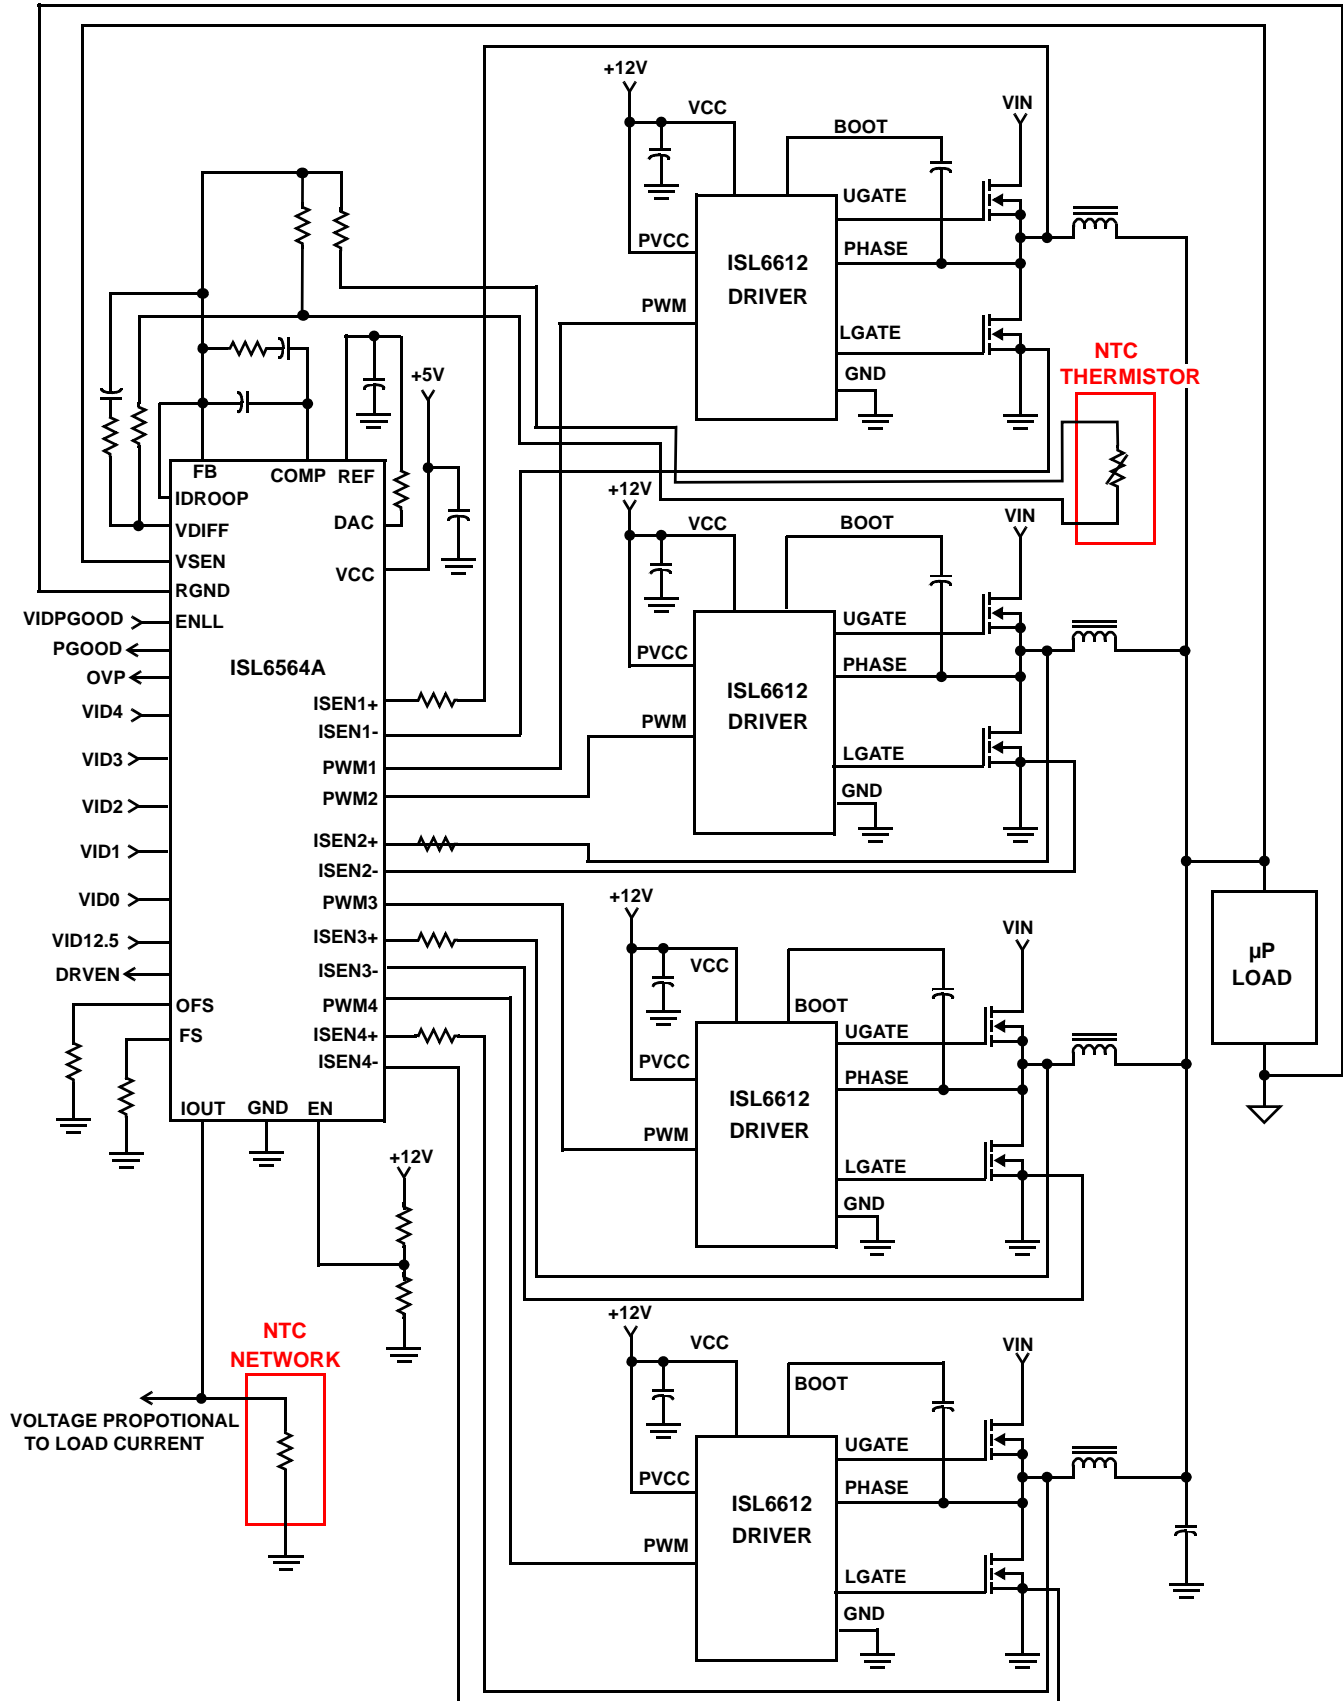 +12V
VCC
BOOT
VIN
UGATE
PVCC
PHASE
ISL6612
DRIVER
PWM
LGATE
GND
NTC
THERMISTOR
+5V
FB
COMP
REF
IDROOP
DAC
VDIFF
VSEN
VCC
RGND
VIDPGOOD
ENLL
PGOOD
OVP
ISL6564A
VID4
ISEN1+
ISEN1-
VID3
PWM1
VID2
PWM2
VID1
ISEN2+
ISEN2-
VID0
PWM3
VID12.5
ISEN3+
DRVEN
ISEN3-
OFS
PWM4
FS
ISEN4+
ISEN4-
IOUT
GND
EN
+12V
+12V
VCC
BOOT
VIN
UGATE
PVCC
PHASE
ISL6612
DRIVER
PWM
LGATE
GND
+12V
VCC
BOOT
VIN
UGATE
PVCC
PHASE
ISL6612
DRIVER
PWM
LGATE
GND
µP
LOAD
NTC
NETWORK
VOLTAGE PROPOTIONAL
TO LOAD CURRENT
+12V
VCC
BOOT
VIN
UGATE
PVCC
PHASE
ISL6612
DRIVER
PWM
LGATE
GND